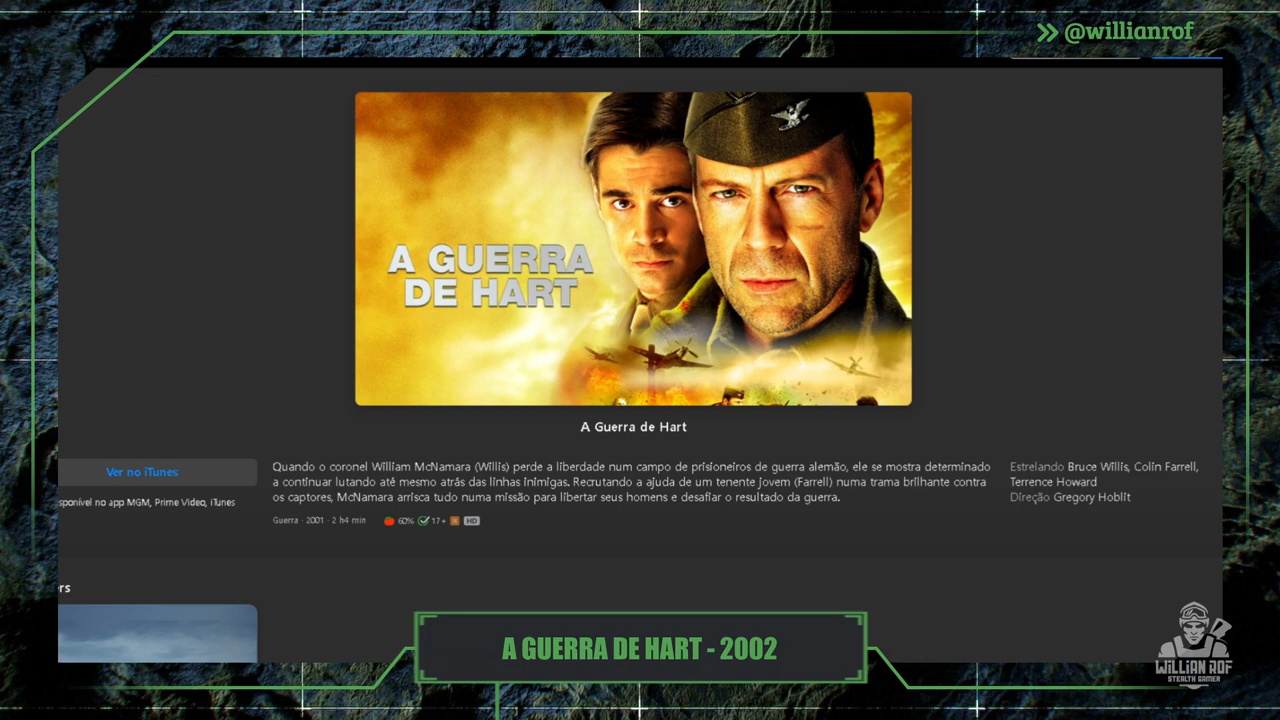 @willianrof
A GUERRA
DE HART
A Guerra de Hart
Ver no iTunes
sponível no app MGM, Prime Video, iTunes
Quando o coronel William McNamara (Willis) perde a liberdade num campo de prisioneiros de guerra alemão, ele se mostra determinado
a continuar lutando até mesmo atrás das linhas inimigas. Recrutando a ajuda de um tenente jovem (Farrell) numa trama brilhante contra
os captores, McNamara arrisca tudo numa missão para libertar seus homens e desafiar o resultado da guerra.
Guerra · 2001 · 2 h4 min 60% 17+ HD
Estrelando Bruce Willis, Colin Farrell,
Terrence Howard
Direção Gregory Hoblit
ers
A GUERRA DE HART - 2002
WILLIAN ROF
STEALTH GAMER